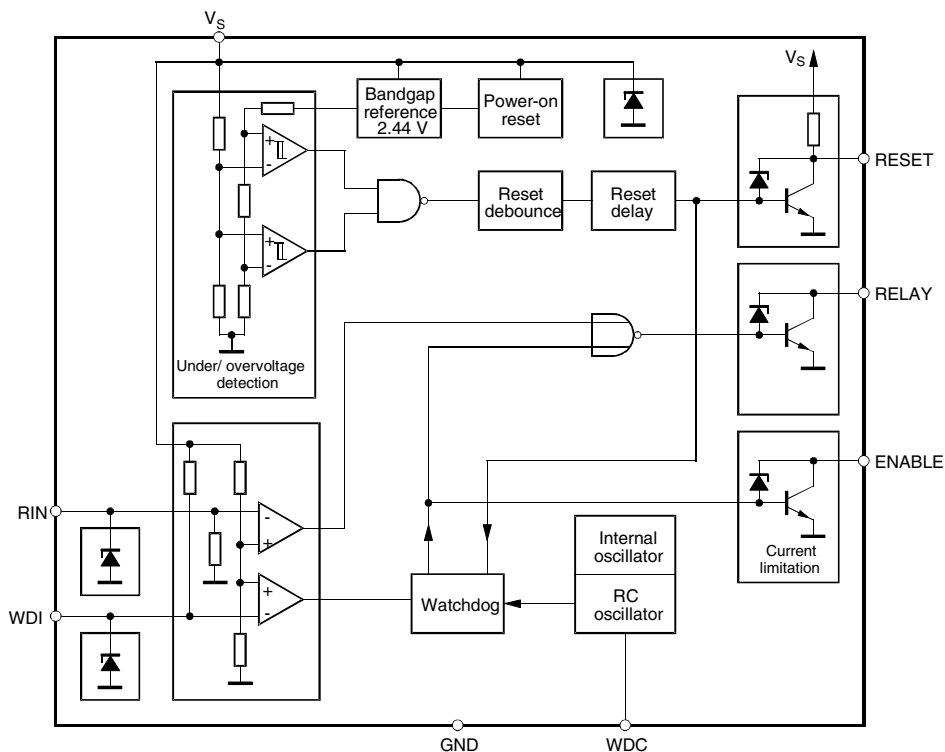 VS
VS
Bandgap
reference
2.44 V
Power-on
reset
RESET
+
-
Reset
debounce
Reset
delay
+
-
RELAY
Under/ overvoltage
detection
ENABLE
RIN
-
+
Internal
oscillator
Current
limitation
+
-
WDI
Watchdog
RC
oscillator
GND
WDC